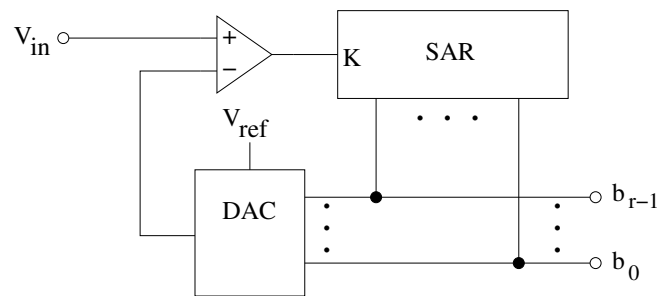 V_in
+
−
K
SAR
. . .
V_ref
DAC
b_r−1
b_0